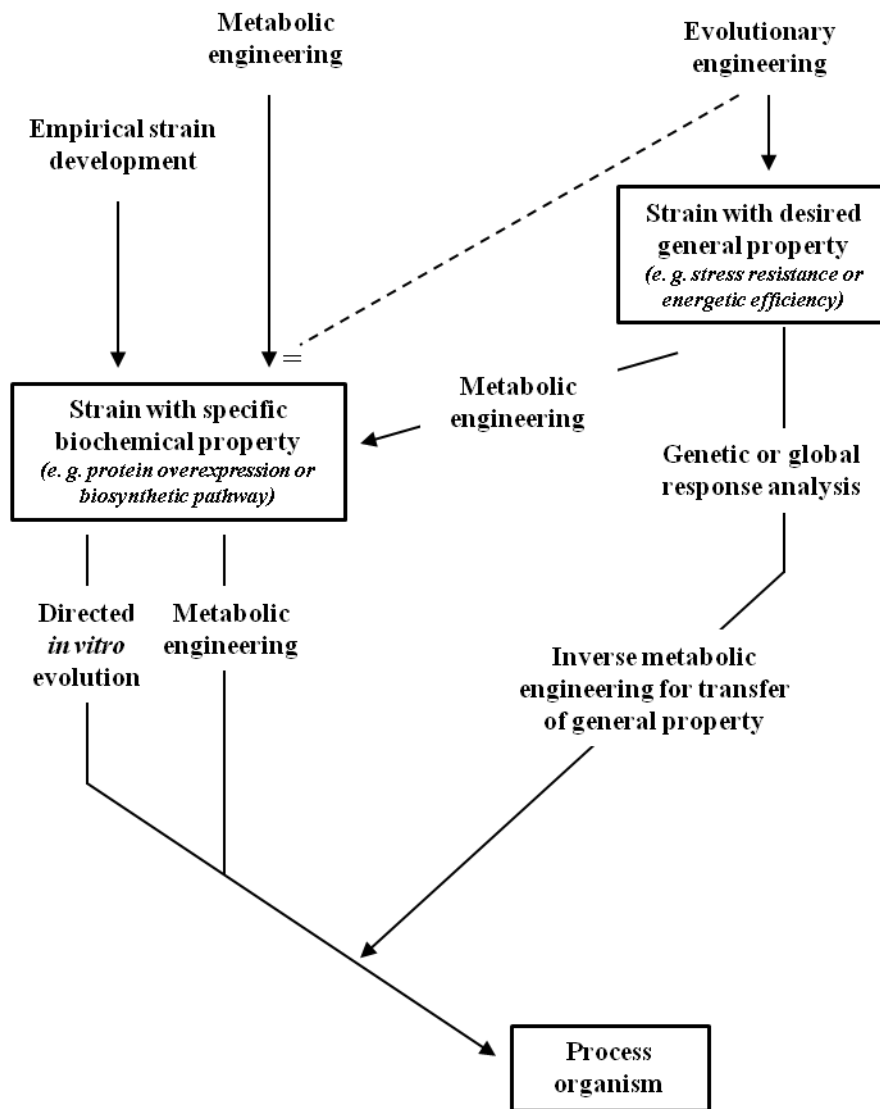 Metabolic
engineering
Evolutionary
engineering
Empirical strain
development
Strain with desired
general property
(e. g. stress resistance or
energetic efficiency)
=
Metabolic
engineering
Strain with specific
biochemical property
(e. g. protein overexpression or
biosynthetic pathway)
Genetic or global
response analysis
Directed
in vitro
evolution
Metabolic
engineering
Inverse metabolic
engineering for transfer
of general property
Process
organism